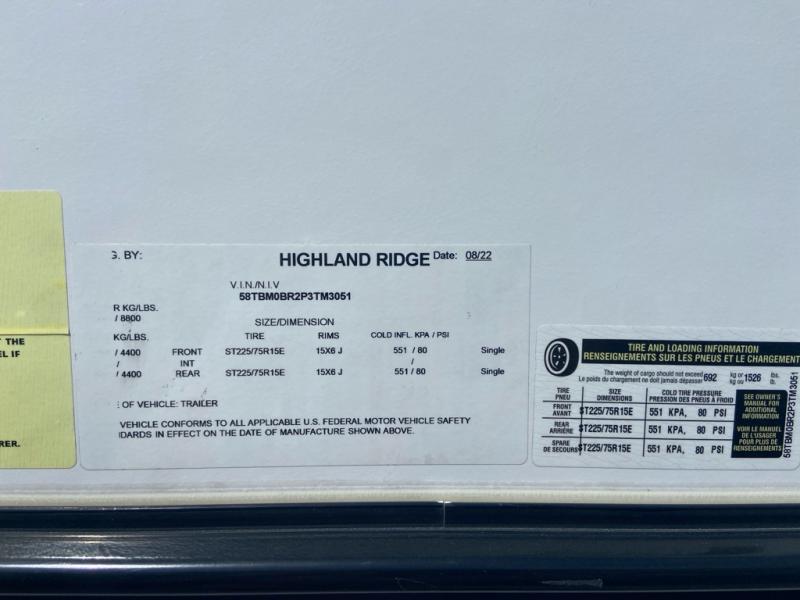 THE
EL IF
RER.
G. BY:
HIGHLAND RIDGE Date: 08/22
V.I.N./N.I.V
58TBM0BR2P3TM3051
R KG/LBS.
/ 8800
SIZE/DIMENSION
KG/LBS. TIRE RIMS COLD INFL. KPA / PSI
/ 4400 FRONT ST225/75R15E 15X6 J 551 / 80 Single
/ INT /
/ 4400 REAR ST225/75R15E 15X6 J 551 / 80 Single
: OF VEHICLE: TRAILER
VEHICLE CONFORMS TO ALL APPLICABLE U.S. FEDERAL MOTOR VEHICLE SAFETY
DARDS IN EFFECT ON THE DATE OF MANUFACTURE SHOWN ABOVE.
TIRE AND LOADING INFORMATION
RENSEIGNEMENTS SUR LES PNEUS ET LE CHARGEMENT
The weight of cargo should not exceed 692 kg or 1526 lbs.
Le poids du chargement ne doit jamais dépasser kg ou lb.
TIRE SIZE COLD TIRE PRESSURE
PNEU DIMENSIONS PRESSION DES PNEUS À FROID
FRONT
AVANT ST225/75R15E 551 KPA, 80 PSI
REAR
ARRIÈRE ST225/75R15E 551 KPA, 80 PSI
SPARE
DE SECOURS ST225/75R15E 551 KPA, 80 PSI
SEE OWNER'S
MANUAL FOR
ADDITIONAL
INFORMATION
VOIR LE MANUEL
DE L'USAGER
POUR PLUS DE
RENSEIGNEMENTS
58TBM0BR2P3TM3051